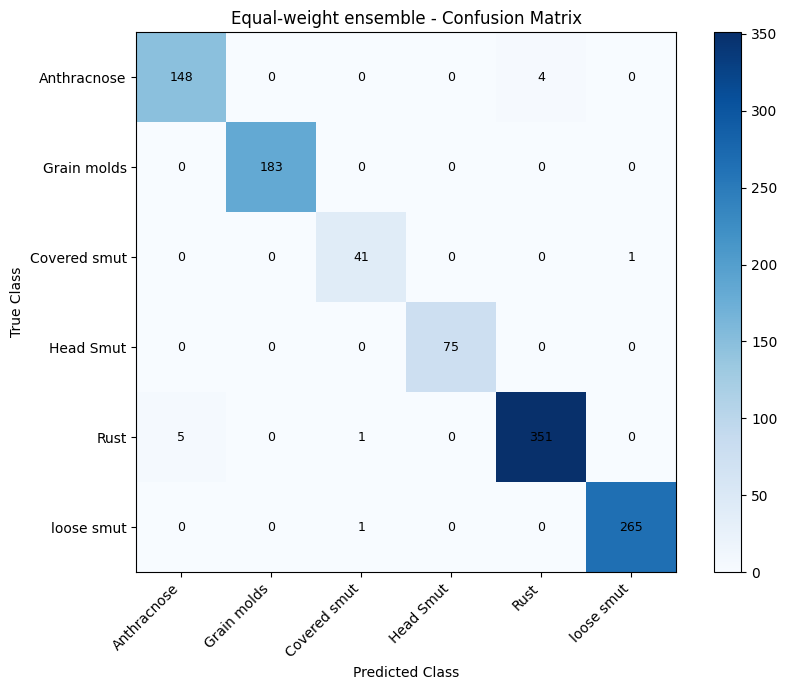 Equal-weight ensemble - Confusion Matrix
True Class
Anthracnose 148 0 0 0 4 0
Grain molds 0 183 0 0 0 0
Covered smut 0 0 41 0 0 1
Head Smut 0 0 0 75 0 0
Rust 5 0 1 0 351 0
loose smut 0 0 1 0 0 265
Anthracnose Grain molds Covered smut Head Smut Rust loose smut
Predicted Class
350
300
250
200
150
100
50
0